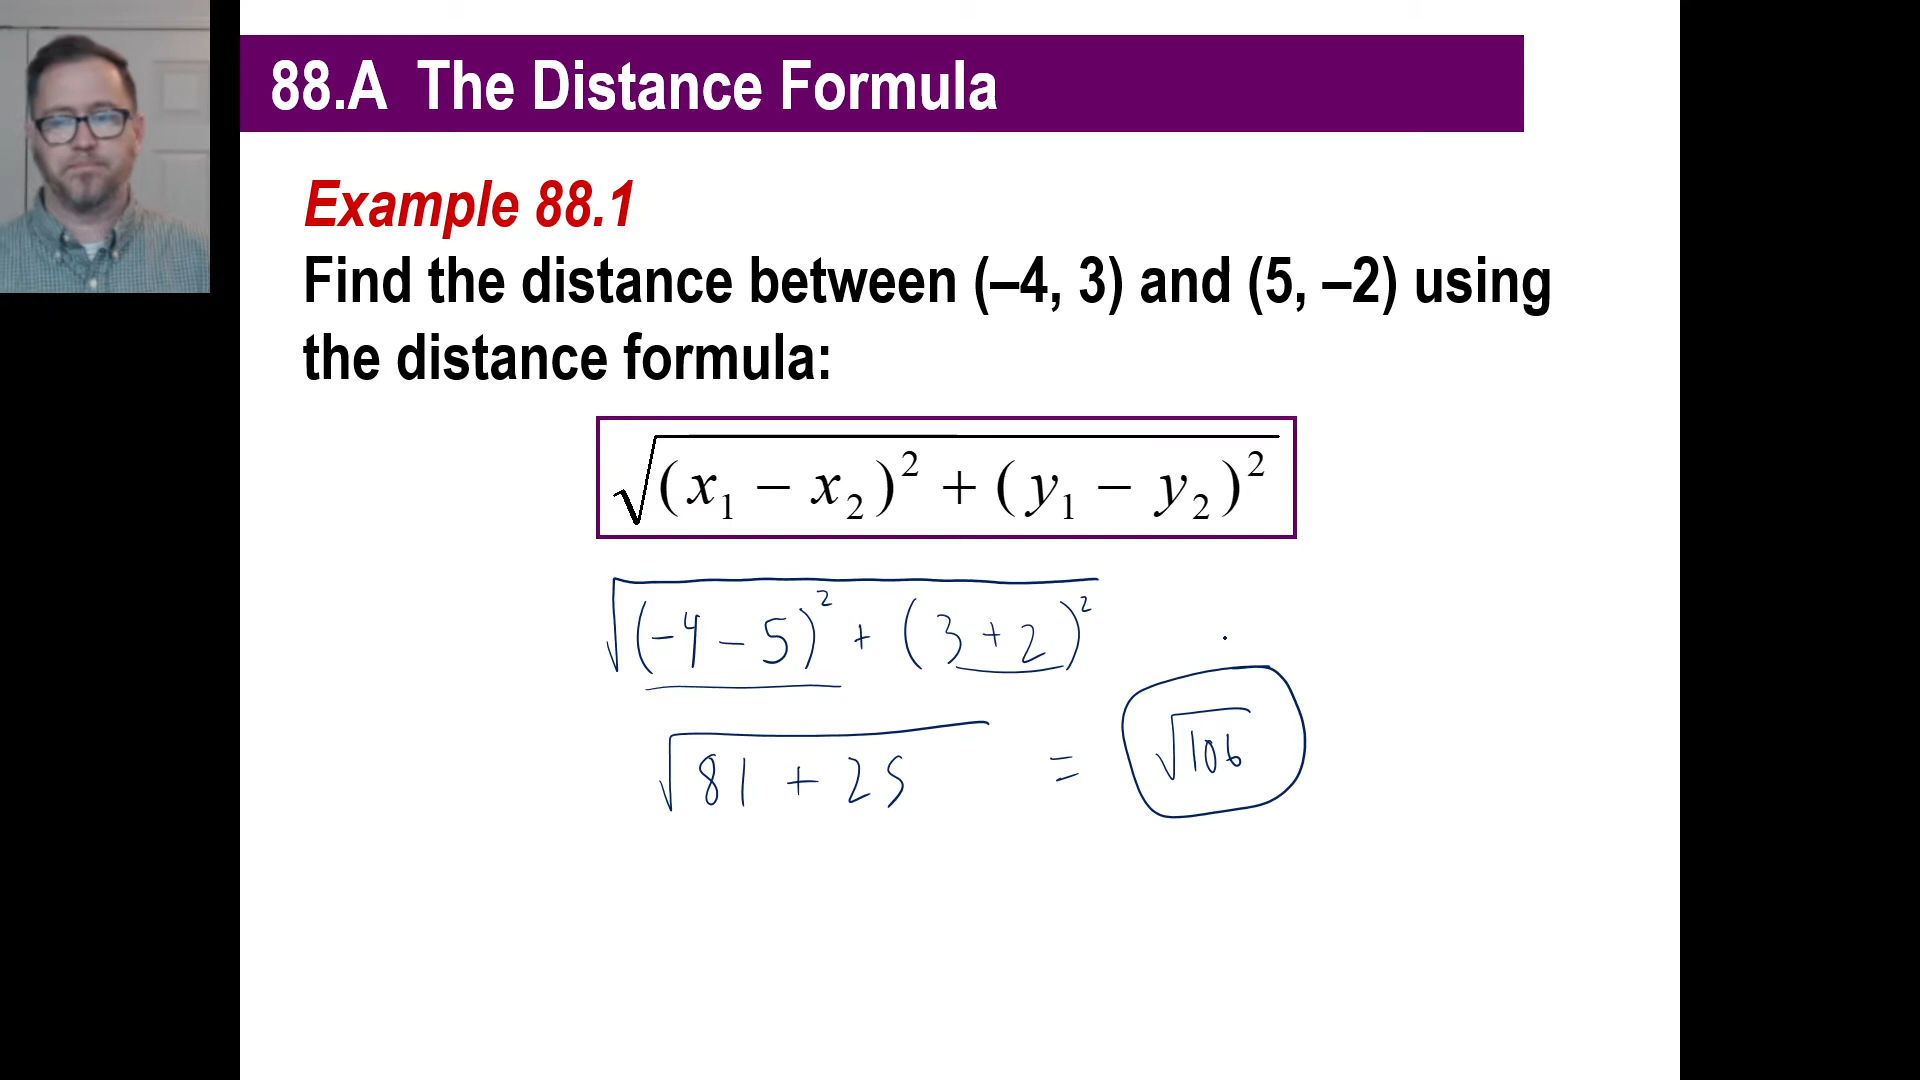 88.A The Distance Formula
Example 88.1
Find the distance between (–4, 3) and (5, –2) using
the distance formula:
√(x₁ − x₂)² + (y₁ − y₂)²
√(-4 - 5)² + (3 + 2)²
√81 + 25 = √106